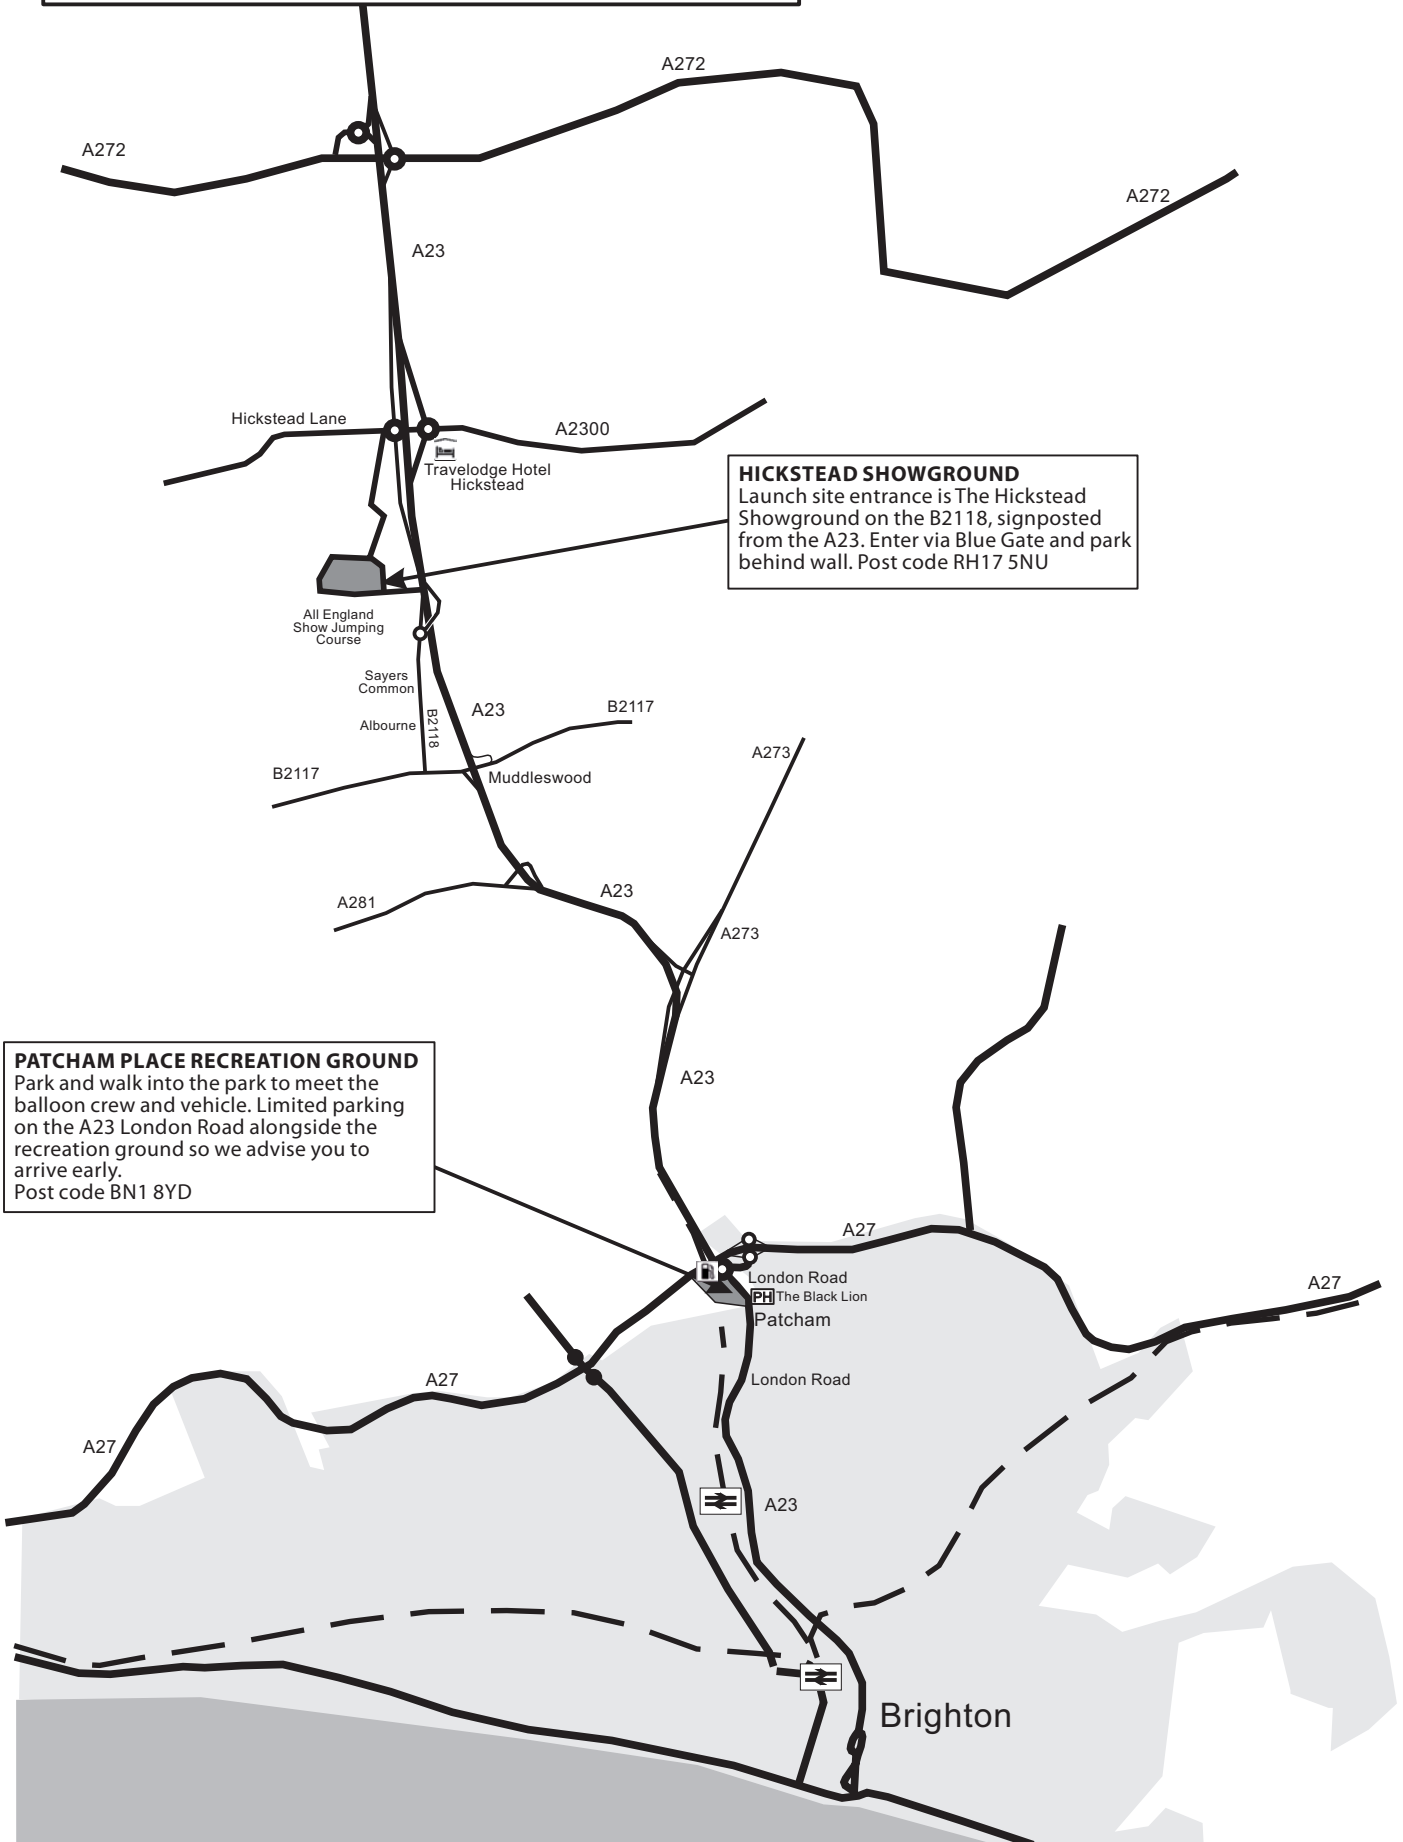 A272
A272
A272
A23
Hickstead Lane
A2300
Travelodge Hotel
Hickstead
HICKSTEAD SHOWGROUND
Launch site entrance is The Hickstead
Showground on the B2118, signposted
from the A23. Enter via Blue Gate and park
behind wall. Post code RH17 5NU
All England
Show Jumping
Course
Sayers
Common
A23
B2117
B2118
Albourne
A273
B2117
Muddleswood
A23
A281
A273
PATCHAM PLACE RECREATION GROUND
Park and walk into the park to meet the
balloon crew and vehicle. Limited parking
on the A23 London Road alongside the
recreation ground so we advise you to
arrive early.
Post code BN1 8YD
A23
A27
London Road
A27
PH The Black Lion
Patcham
A27
London Road
A27
A23
Brighton